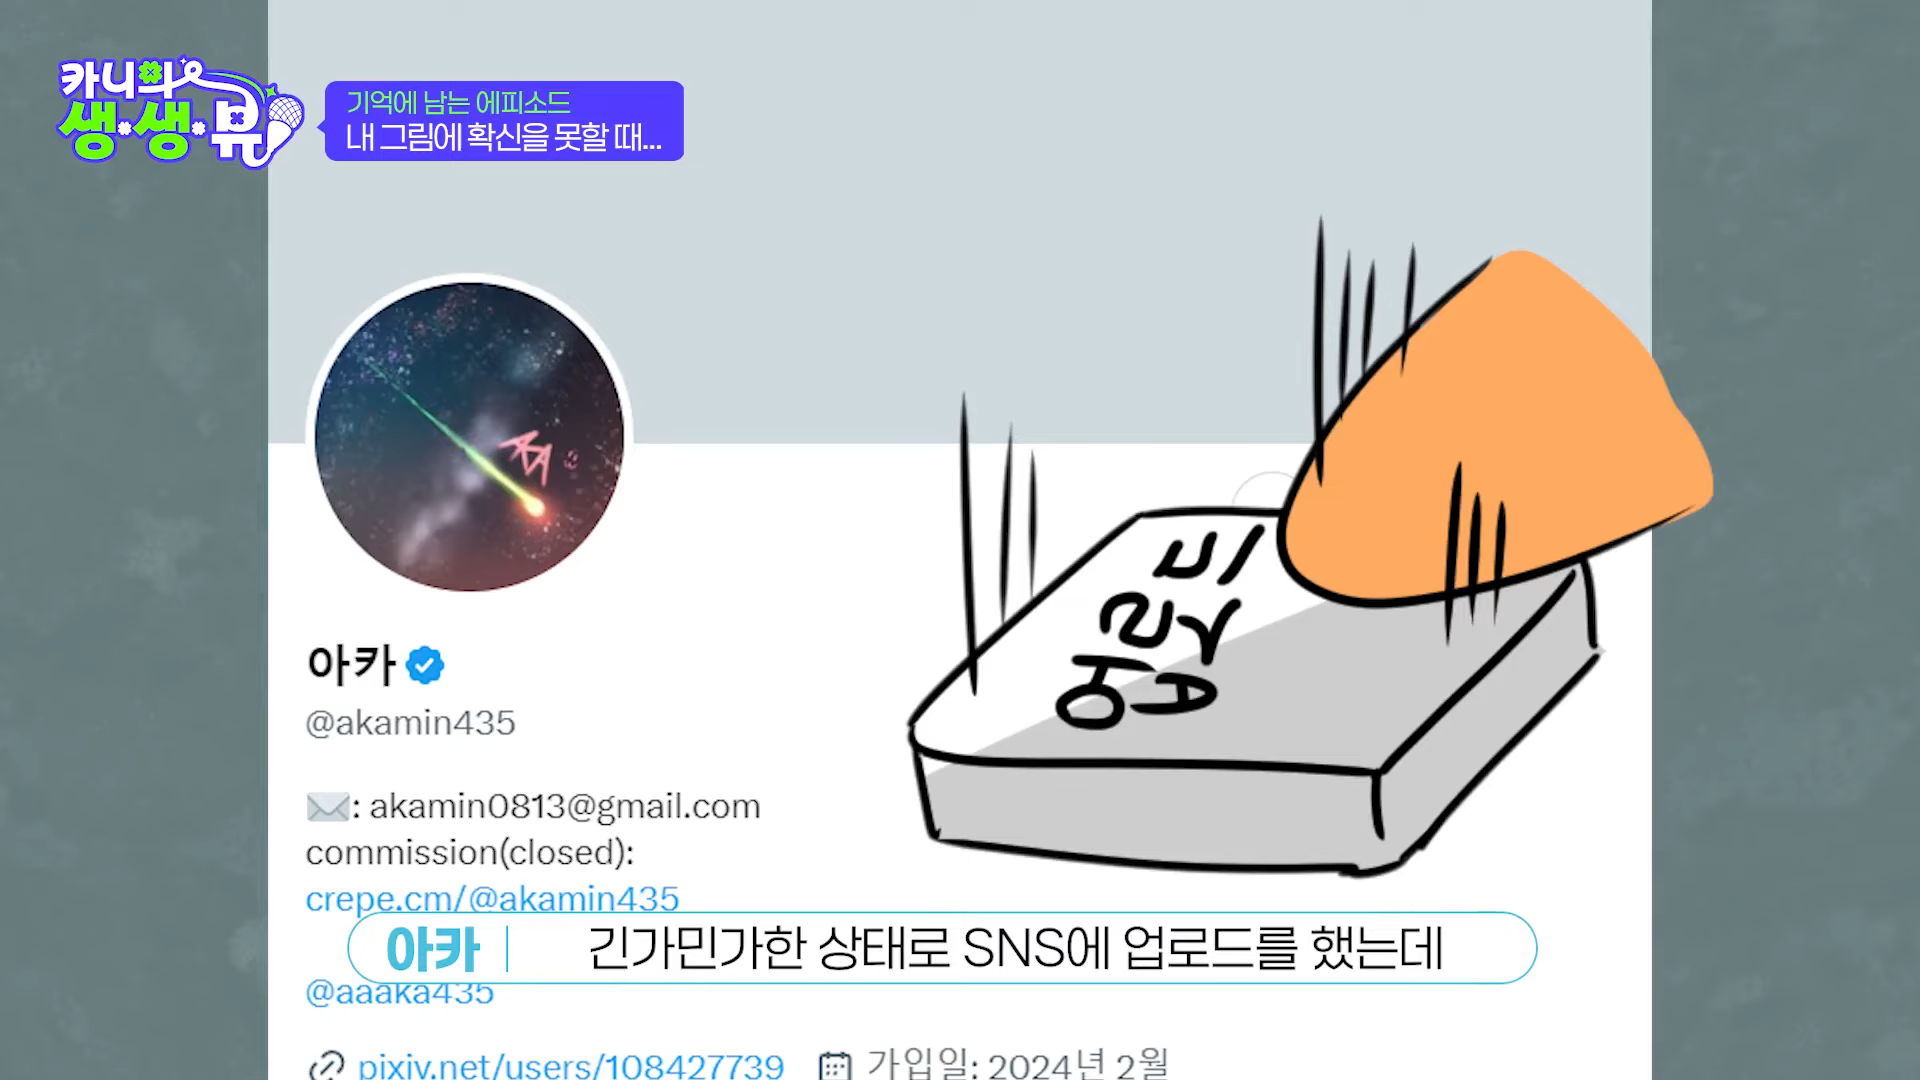 카니의
생·생·뷰
기억에 남는 에피소드
내 그림에 확신을 못할 때...
AKA
아카
@akamin435
: akamin0813@gmail.com
commission(closed):
crepe.cm/@akamin435
아카 긴가민가한 상태로 SNS에 업로드를 했는데
@aaaka435
pixiv.net/users/108427739 가입일: 2024년 2월